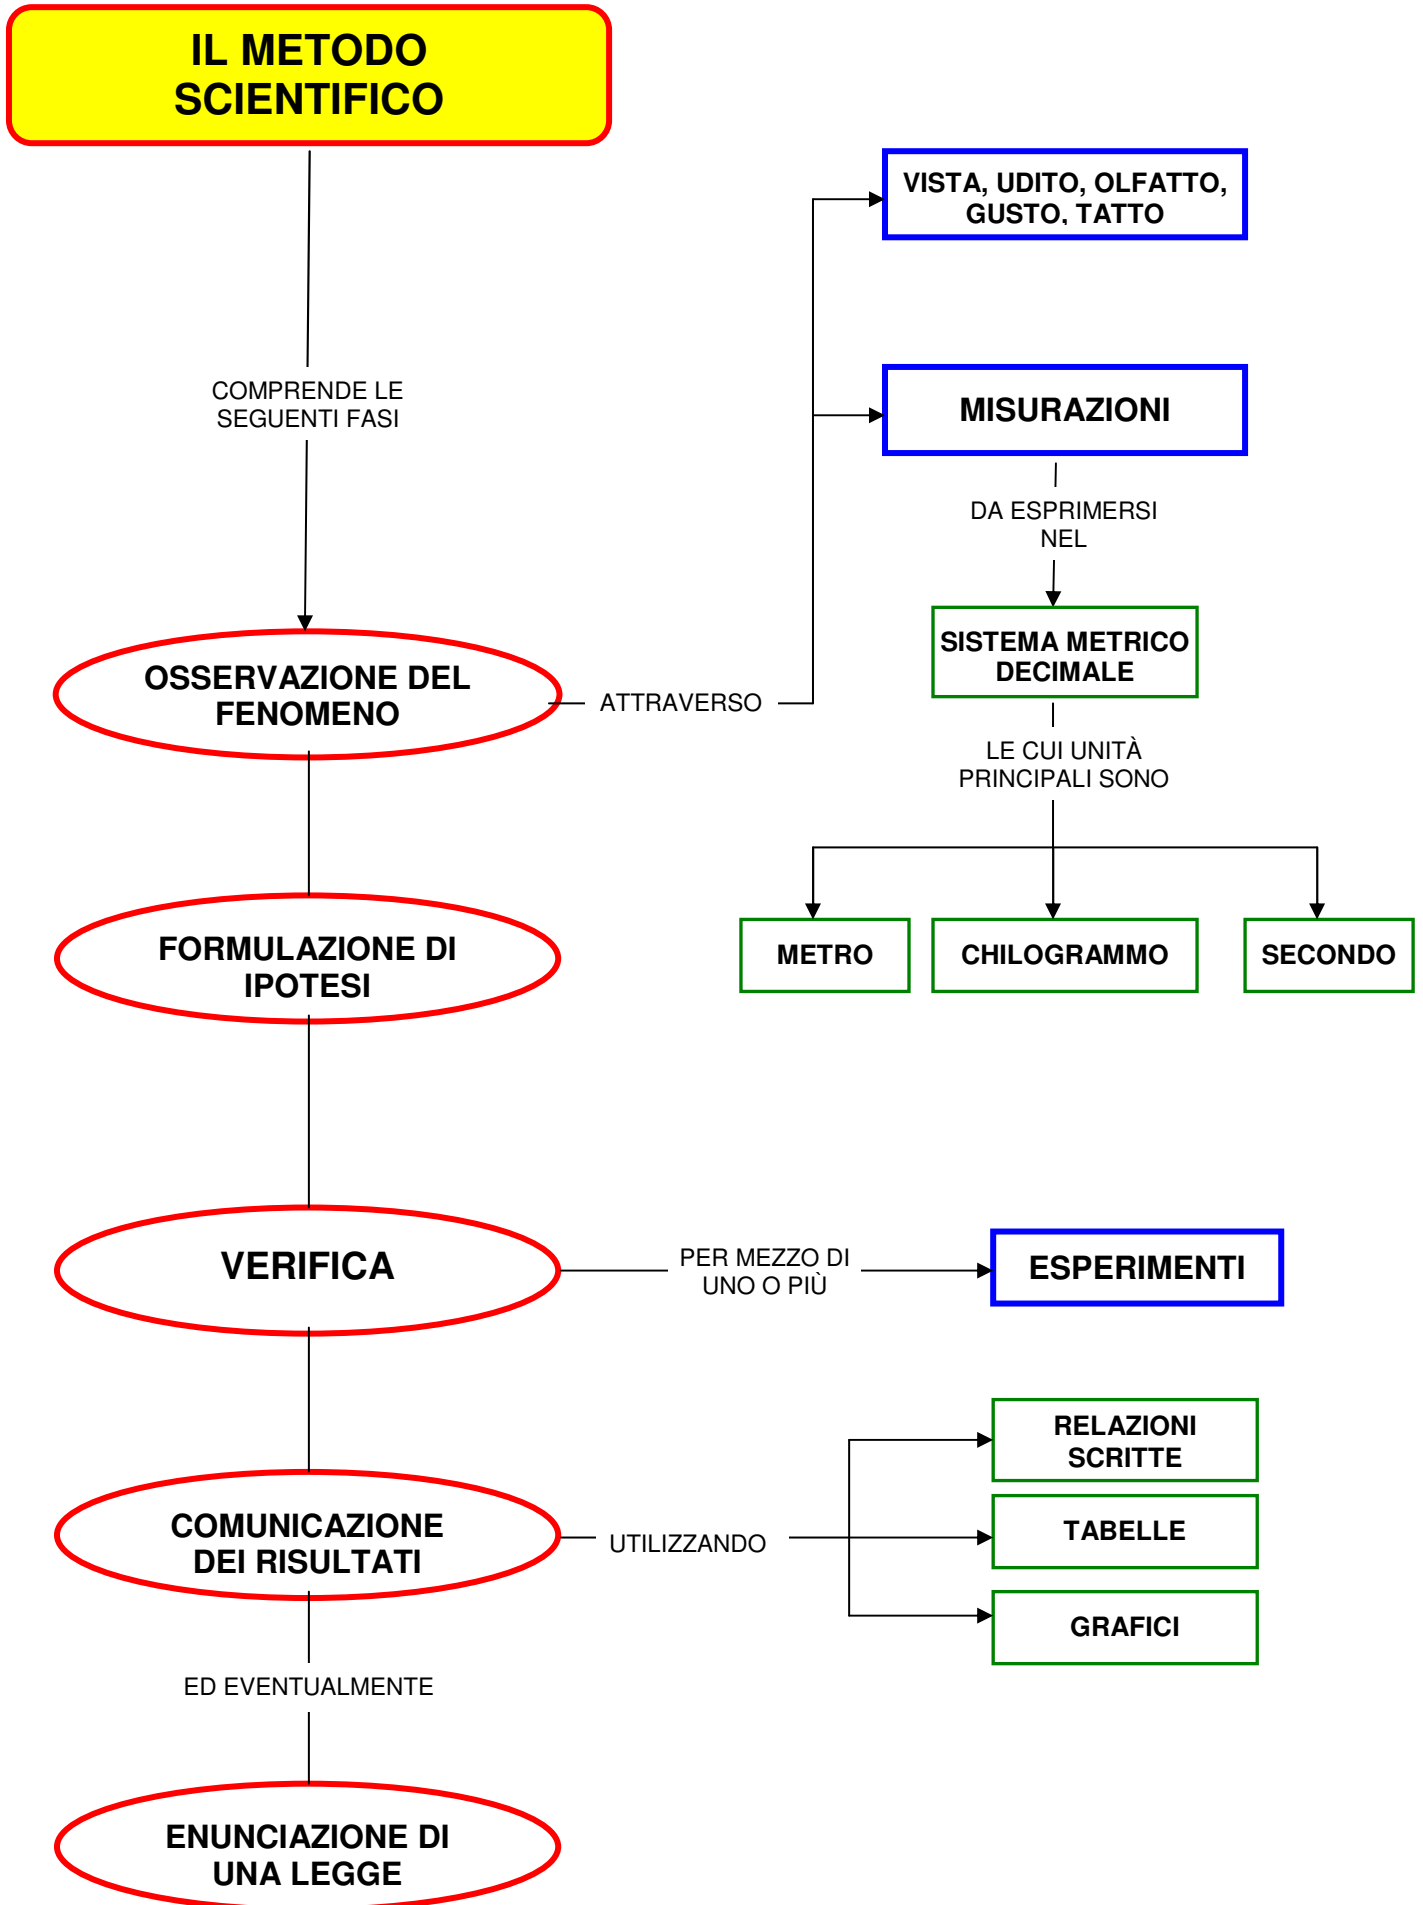 IL METODO
SCIENTIFICO
VISTA, UDITO, OLFATTO,
GUSTO, TATTO
COMPRENDE LE
SEGUENTI FASI
MISURAZIONI
DA ESPRIMERSI
NEL
SISTEMA METRICO
DECIMALE
OSSERVAZIONE DEL
FENOMENO
ATTRAVERSO
LE CUI UNITÀ
PRINCIPALI SONO
METRO
CHILOGRAMMO
SECONDO
FORMULAZIONE DI
IPOTESI
VERIFICA
PER MEZZO DI
UNO O PIÙ
ESPERIMENTI
RELAZIONI
SCRITTE
COMUNICAZIONE
DEI RISULTATI
UTILIZZANDO
TABELLE
GRAFICI
ED EVENTUALMENTE
ENUNCIAZIONE DI
UNA LEGGE